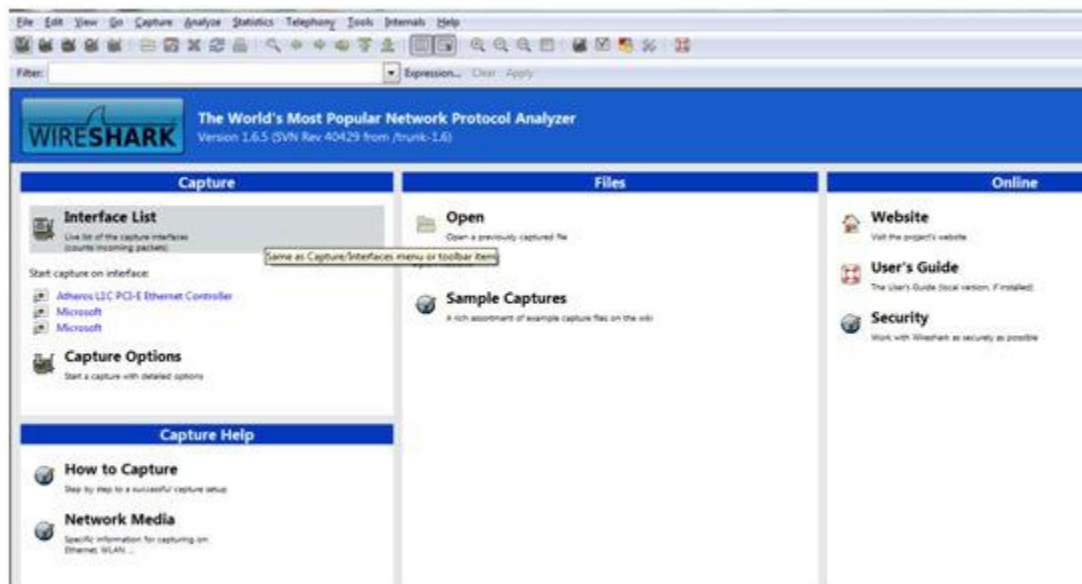 File Edit View Go Capture Analyze Statistics Telephony Tools Internals Help
Filter: Expression... Clear Apply
WIRESHARK
The World's Most Popular Network Protocol Analyzer
Version 1.6.5 (SVN Rev 40429 from /trunk-1.6)
Capture
Interface List
Live list of the capture interfaces
(counts incoming packets)
Same as Capture/Interfaces menu or toolbar item
Start capture on interface:
Atheros L1C PCI-E Ethernet Controller
Microsoft
Microsoft
Capture Options
Start a capture with detailed options
Capture Help
How to Capture
Step by step to a successful capture setup
Network Media
Specific information for capturing on:
Ethernet, WLAN, ...
Files
Open
Open a previously captured file
Sample Captures
A rich assortment of example capture files on the wiki
Online
Website
Visit the project's website
User's Guide
The User's Guide (local version, if installed)
Security
Work with Wireshark as securely as possible